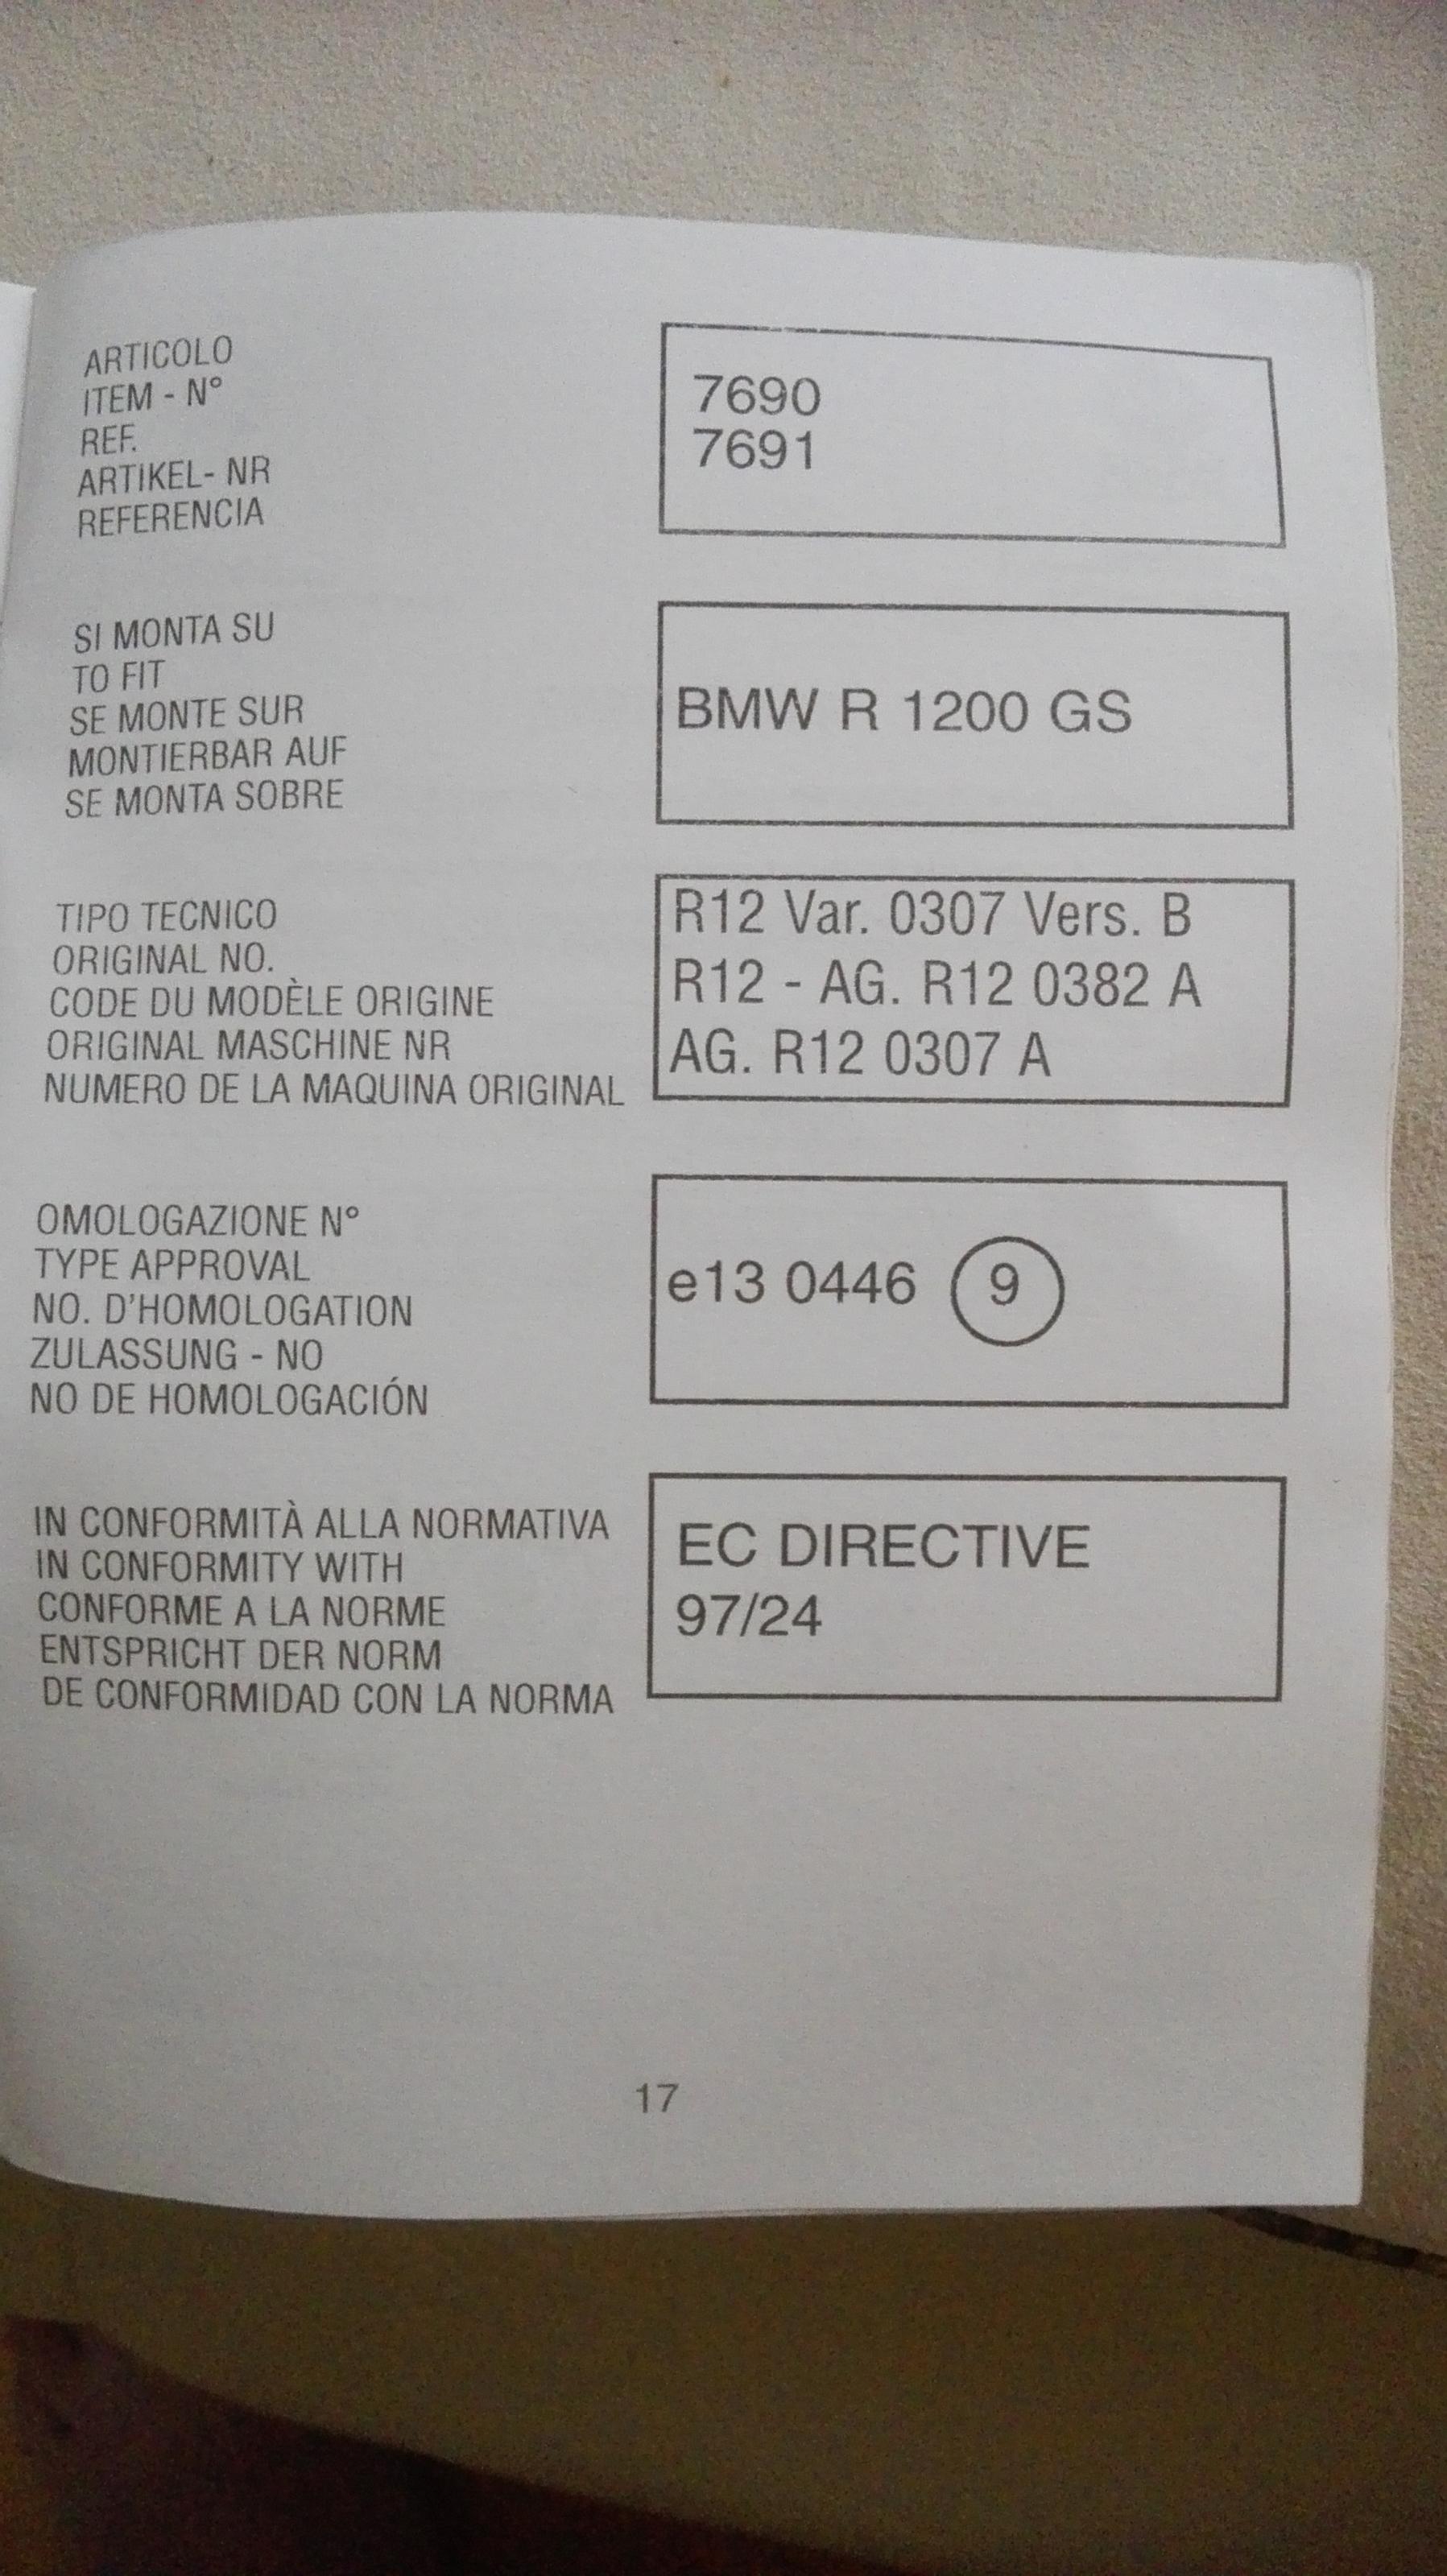 ARTICOLO
ITEM - N°
REF.
ARTIKEL- NR
REFERENCIA
7690
7691
SI MONTA SU
TO FIT
SE MONTE SUR
MONTIERBAR AUF
SE MONTA SOBRE
BMW R 1200 GS
TIPO TECNICO
ORIGINAL NO.
CODE DU MODÈLE ORIGINE
ORIGINAL MASCHINE NR
NUMERO DE LA MAQUINA ORIGINAL
R12 Var. 0307 Vers. B
R12 - AG. R12 0382 A
AG. R12 0307 A
OMOLOGAZIONE N°
TYPE APPROVAL
NO. D'HOMOLOGATION
ZULASSUNG - NO
NO DE HOMOLOGACIÓN
e13 0446 9
IN CONFORMITÀ ALLA NORMATIVA
IN CONFORMITY WITH
CONFORME A LA NORME
ENTSPRICHT DER NORM
DE CONFORMIDAD CON LA NORMA
EC DIRECTIVE
97/24
17